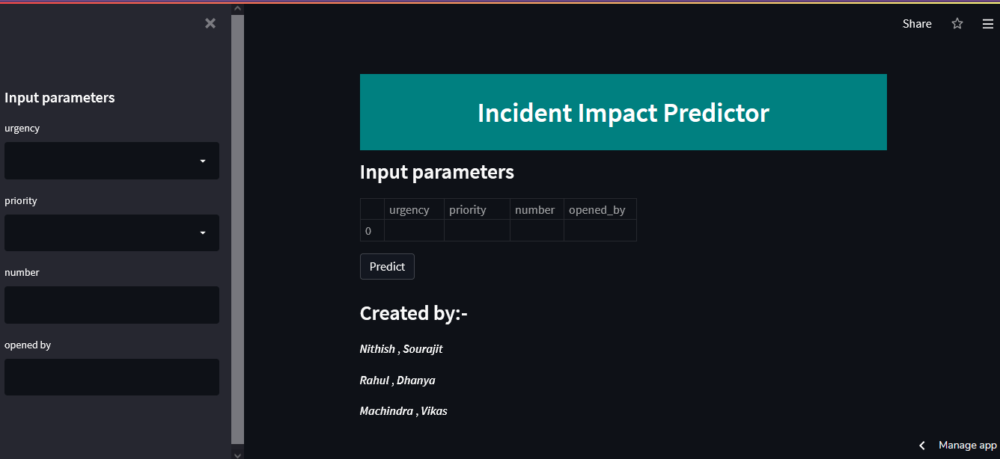 Share
Input parameters
urgency
priority
number
opened by
Incident Impact Predictor
Input parameters
urgency priority number opened_by
0
Predict
Created by:-
Nithish , Sourajit
Rahul , Dhanya
Machindra , Vikas
Manage app